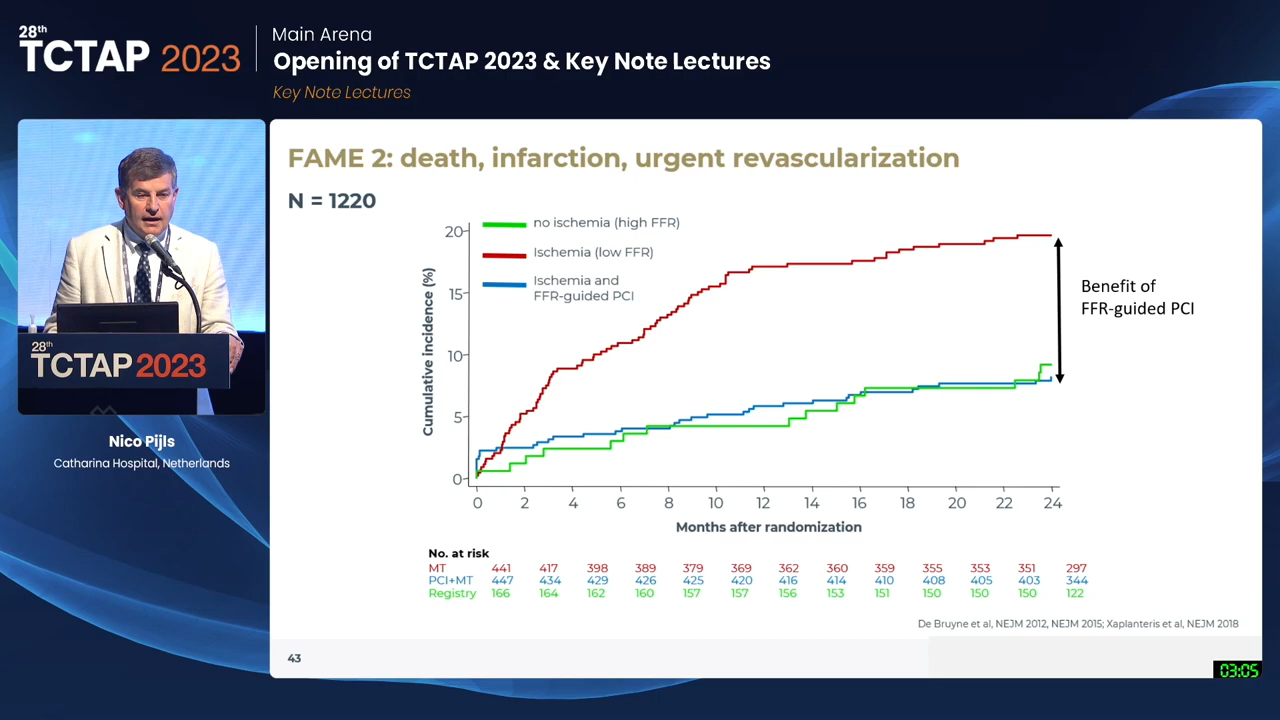 28th
TCTAP 2023
Main Arena
Opening of TCTAP 2023 & Key Note Lectures
Key Note Lectures
28th
TCTAP 2023
Nico Pijls
Catharina Hospital, Netherlands
FAME 2: death, infarction, urgent revascularization
N = 1220
no ischemia (high FFR)
Ischemia (low FFR)
Ischemia and
FFR-guided PCI
Cumulative incidence (%)
20
15
10
5
0
0 2 4 6 8 10 12 14 16 18 20 22 24
Months after randomization
Benefit of
FFR-guided PCI
No. at risk
MT 441 417 398 389 379 369 362 360 359 355 353 351 297
PCI+MT 447 434 429 426 425 420 416 414 410 408 405 403 344
Registry 166 164 162 160 157 157 156 153 151 150 150 150 122
De Bruyne et al, NEJM 2012, NEJM 2015; Xaplanteris et al, NEJM 2018
43
03:05